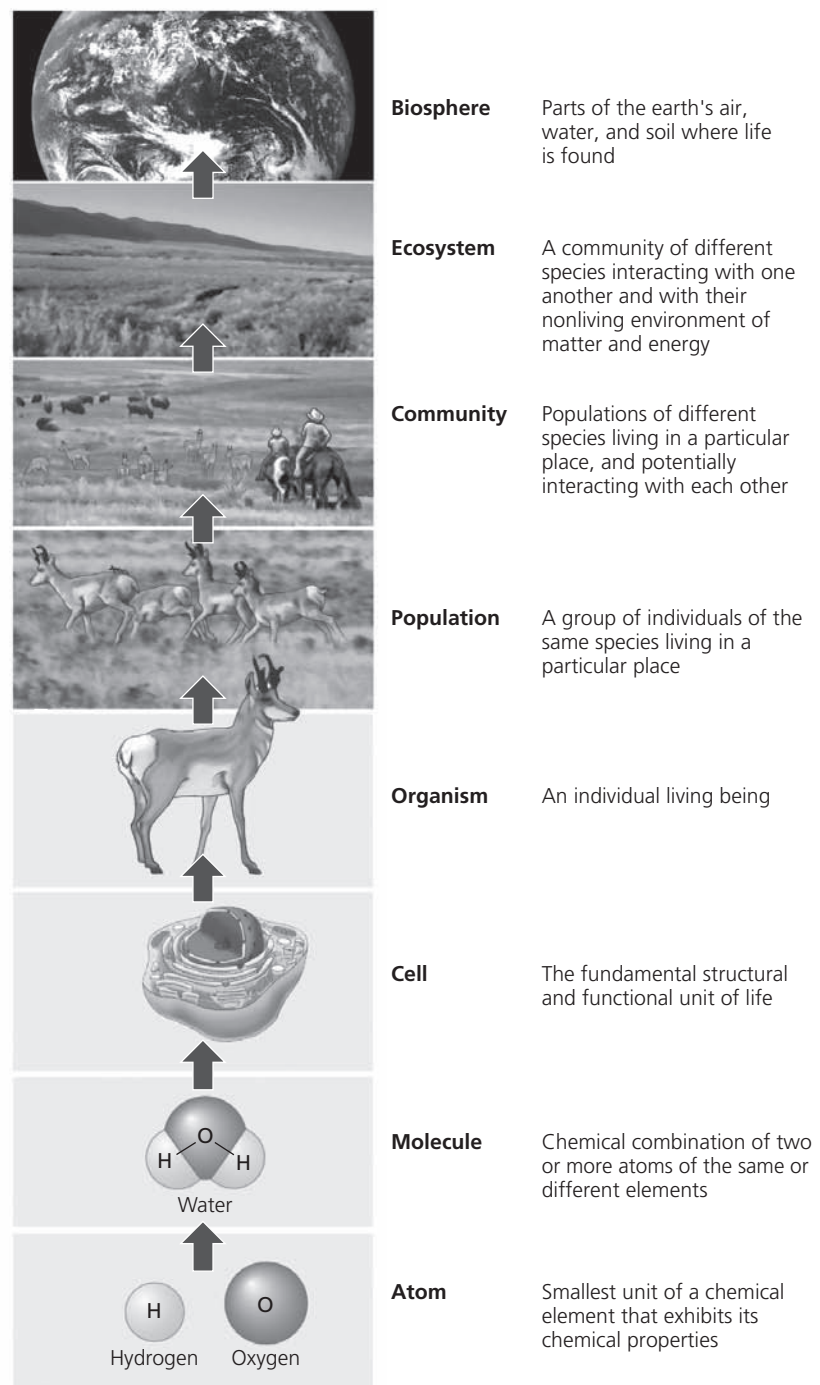 Biosphere
Parts of the earth's air,
water, and soil where life
is found
Ecosystem
A community of different
species interacting with one
another and with their
nonliving environment of
matter and energy
Community
Populations of different
species living in a particular
place, and potentially
interacting with each other
Population
A group of individuals of the
same species living in a
particular place
Organism
An individual living being
Cell
The fundamental structural
and functional unit of life
H
O
H
Water
Molecule
Chemical combination of two
or more atoms of the same or
different elements
H
O
Hydrogen
Oxygen
Atom
Smallest unit of a chemical
element that exhibits its
chemical properties